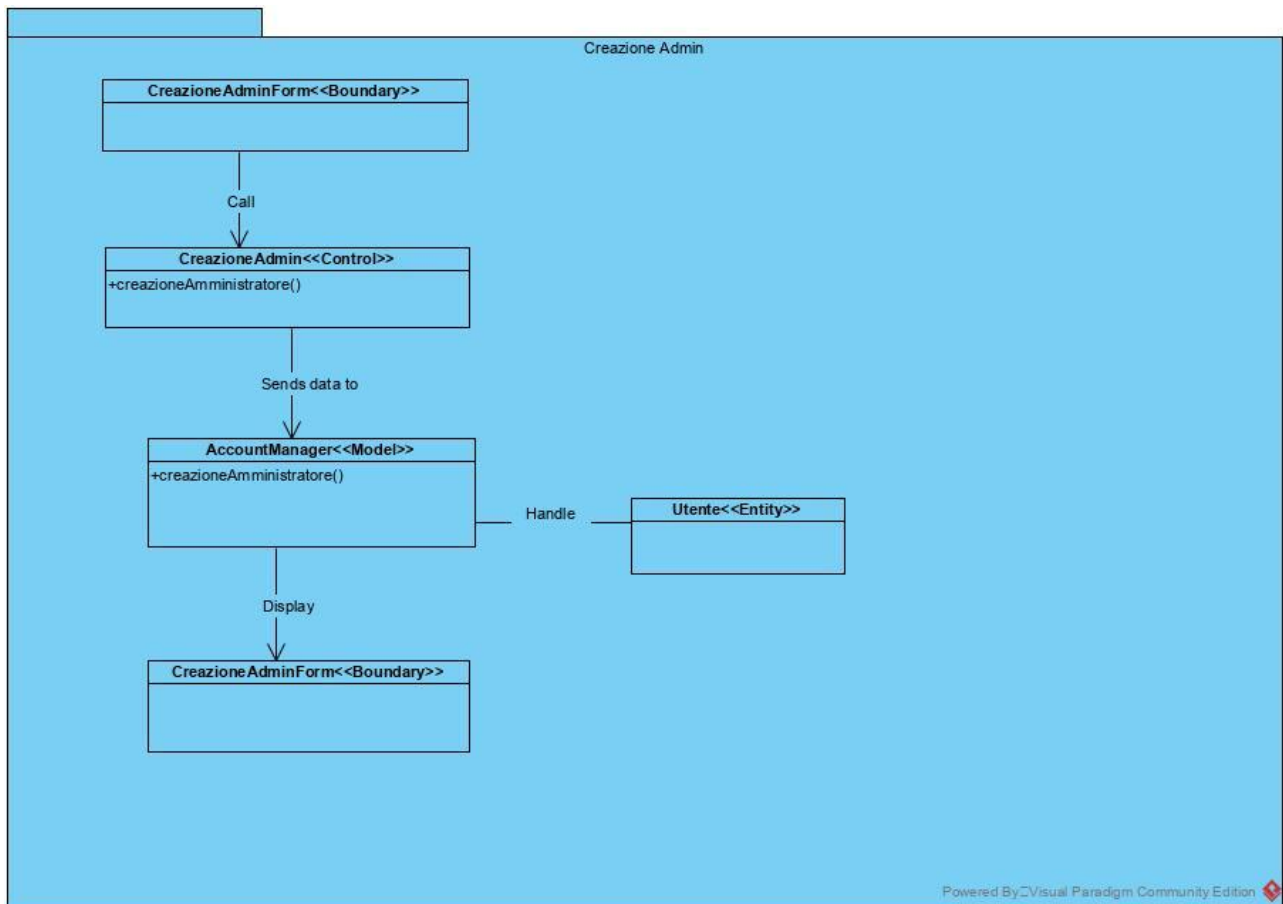 Creazione Admin
CreazioneAdminForm<<Boundary>>
Call
CreazioneAdmin<<Control>>
+creazioneAmministratore()
Sends data to
AccountManager<<Model>>
+creazioneAmministratore()
Handle
Utente<<Entity>>
Display
CreazioneAdminForm<<Boundary>>
Powered By Visual Paradigm Community Edition